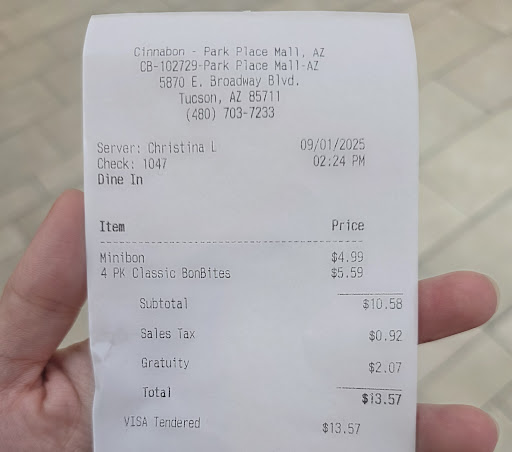 Cinnabon - Park Place Mall, AZ
CB-102729-Park Place Mall-AZ
5870 E. Broadway Blvd.
Tucson, AZ 85711
(480) 703-7233
Server: Christina L 09/01/2025
Check: 1047 02:24 PM
Dine In
Item Price
Minibon $4.99
4 PK Classic BonBites $5.59
Subtotal $10.58
Sales Tax $0.92
Gratuity $2.07
Total $13.57
VISA Tendered $13.57